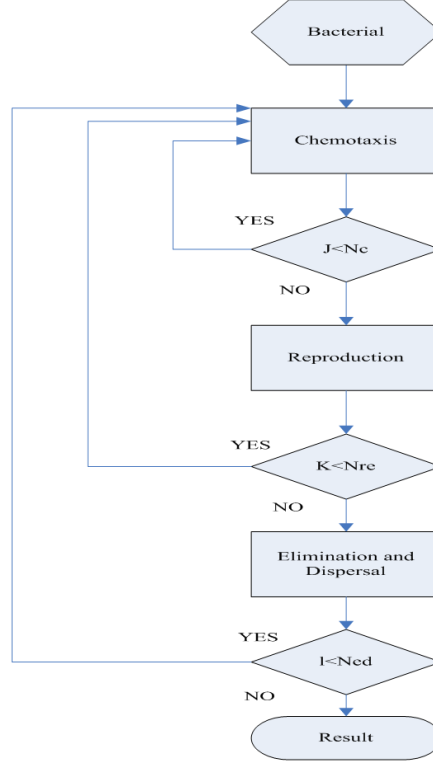 Bacterial
Chemotaxis
YES
J<Nc
NO
Reproduction
YES
K<Nre
NO
Elimination and
Dispersal
YES
l<Ned
NO
Result